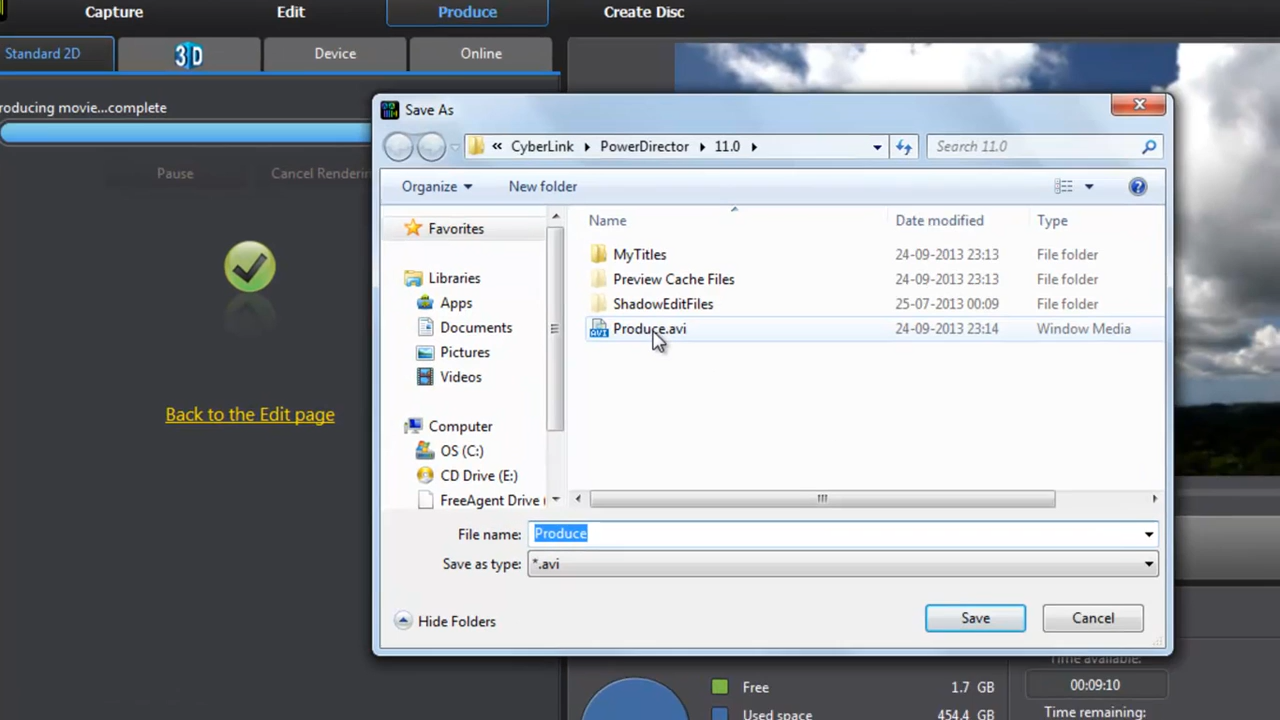 Capture Edit Produce Create Disc
Standard 2D 3D Device Online
roducing movie...complete
Pause Cancel Renderin
Back to the Edit page
Save As
« CyberLink PowerDirector 11.0 Search 11.0
Organize New folder
Favorites
Libraries
Apps
Documents
Pictures
Videos
Computer
OS (C:)
CD Drive (E:)
FreeAgent Drive (
Name Date modified Type
MyTitles 24-09-2013 23:13 File folder
Preview Cache Files 24-09-2013 23:13 File folder
ShadowEditFiles 25-07-2013 00:09 File folder
Produce.avi 24-09-2013 23:14 Window Media
File name: Produce
Save as type: *.avi
Hide Folders Save Cancel
Time available:
Free 1.7 GB 00:09:10
Used space 454.4 GB Time remaining: